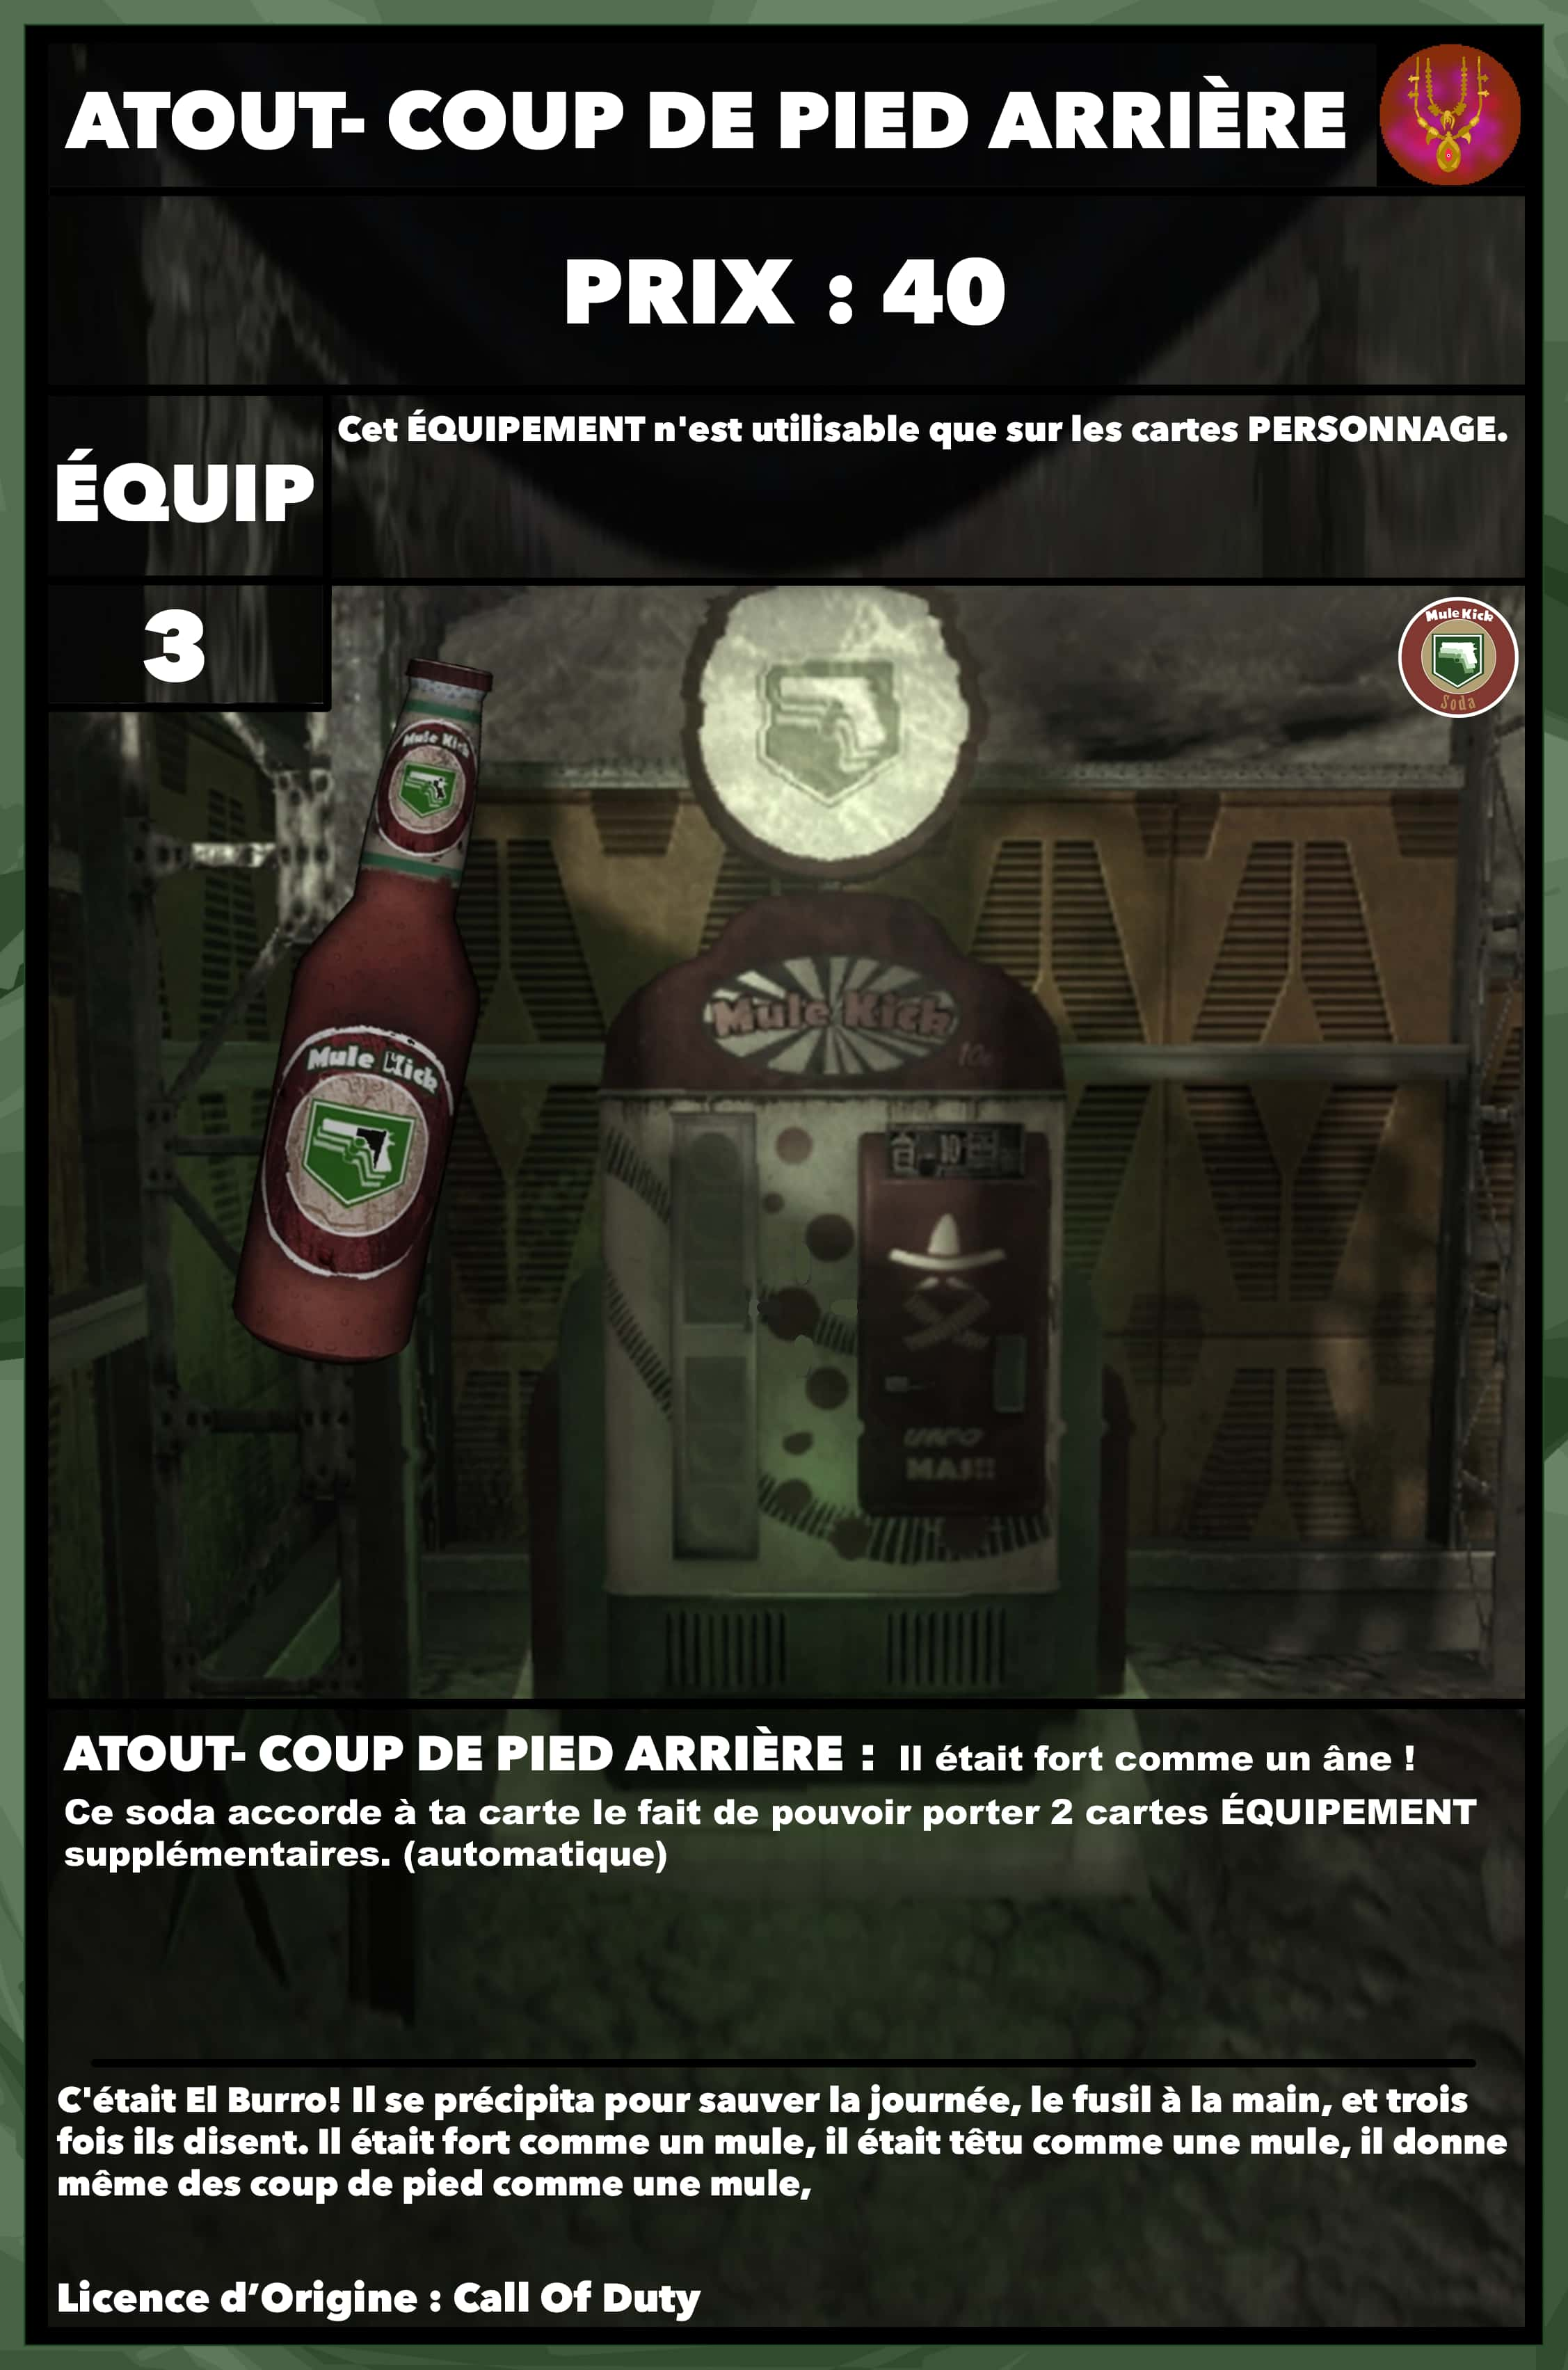 ATOUT- COUP DE PIED ARRIÈRE
PRIX : 40
Cet ÉQUIPEMENT n'est utilisable que sur les cartes PERSONNAGE.
ÉQUIP
3
Mule Kick
Soda
Mule Kick
Mule Kick
10¢
Mule Kick
10
ATOUT- COUP DE PIED ARRIÈRE : Il était fort comme un âne !
Ce soda accorde à ta carte le fait de pouvoir porter 2 cartes ÉQUIPEMENT
supplémentaires. (automatique)
C'était El Burro! Il se précipita pour sauver la journée, le fusil à la main, et trois
fois ils disent. Il était fort comme un mule, il était têtu comme une mule, il donne
même des coup de pied comme une mule,
Licence d’Origine : Call Of Duty